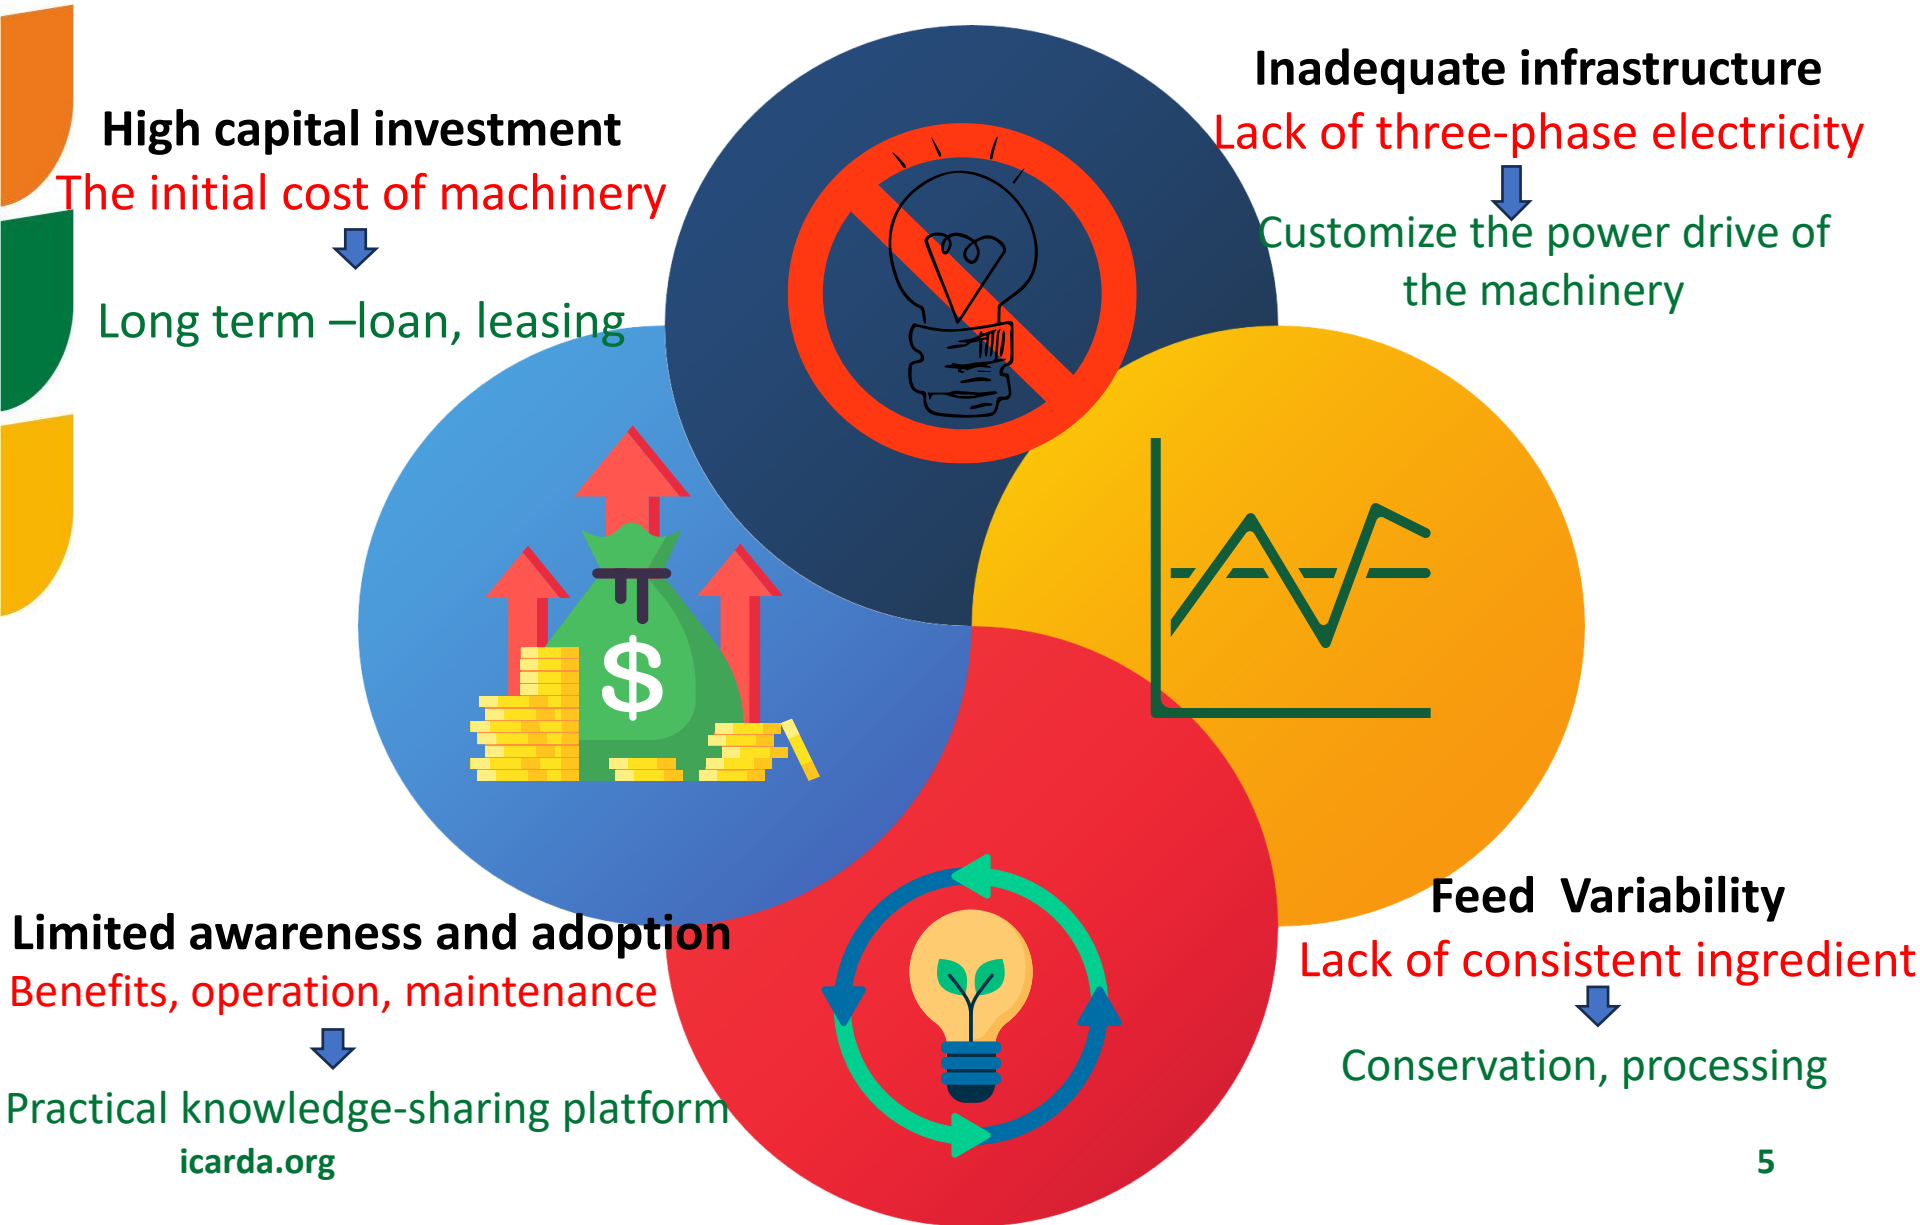 High capital investment
The initial cost of machinery
Long term –loan, leasing
Inadequate infrastructure
Lack of three-phase electricity
Customize the power drive of
the machinery
$
Limited awareness and adoption
Benefits, operation, maintenance
Practical knowledge-sharing platform
Feed  Variability
Lack of consistent ingredient
Conservation, processing
icarda.org
5